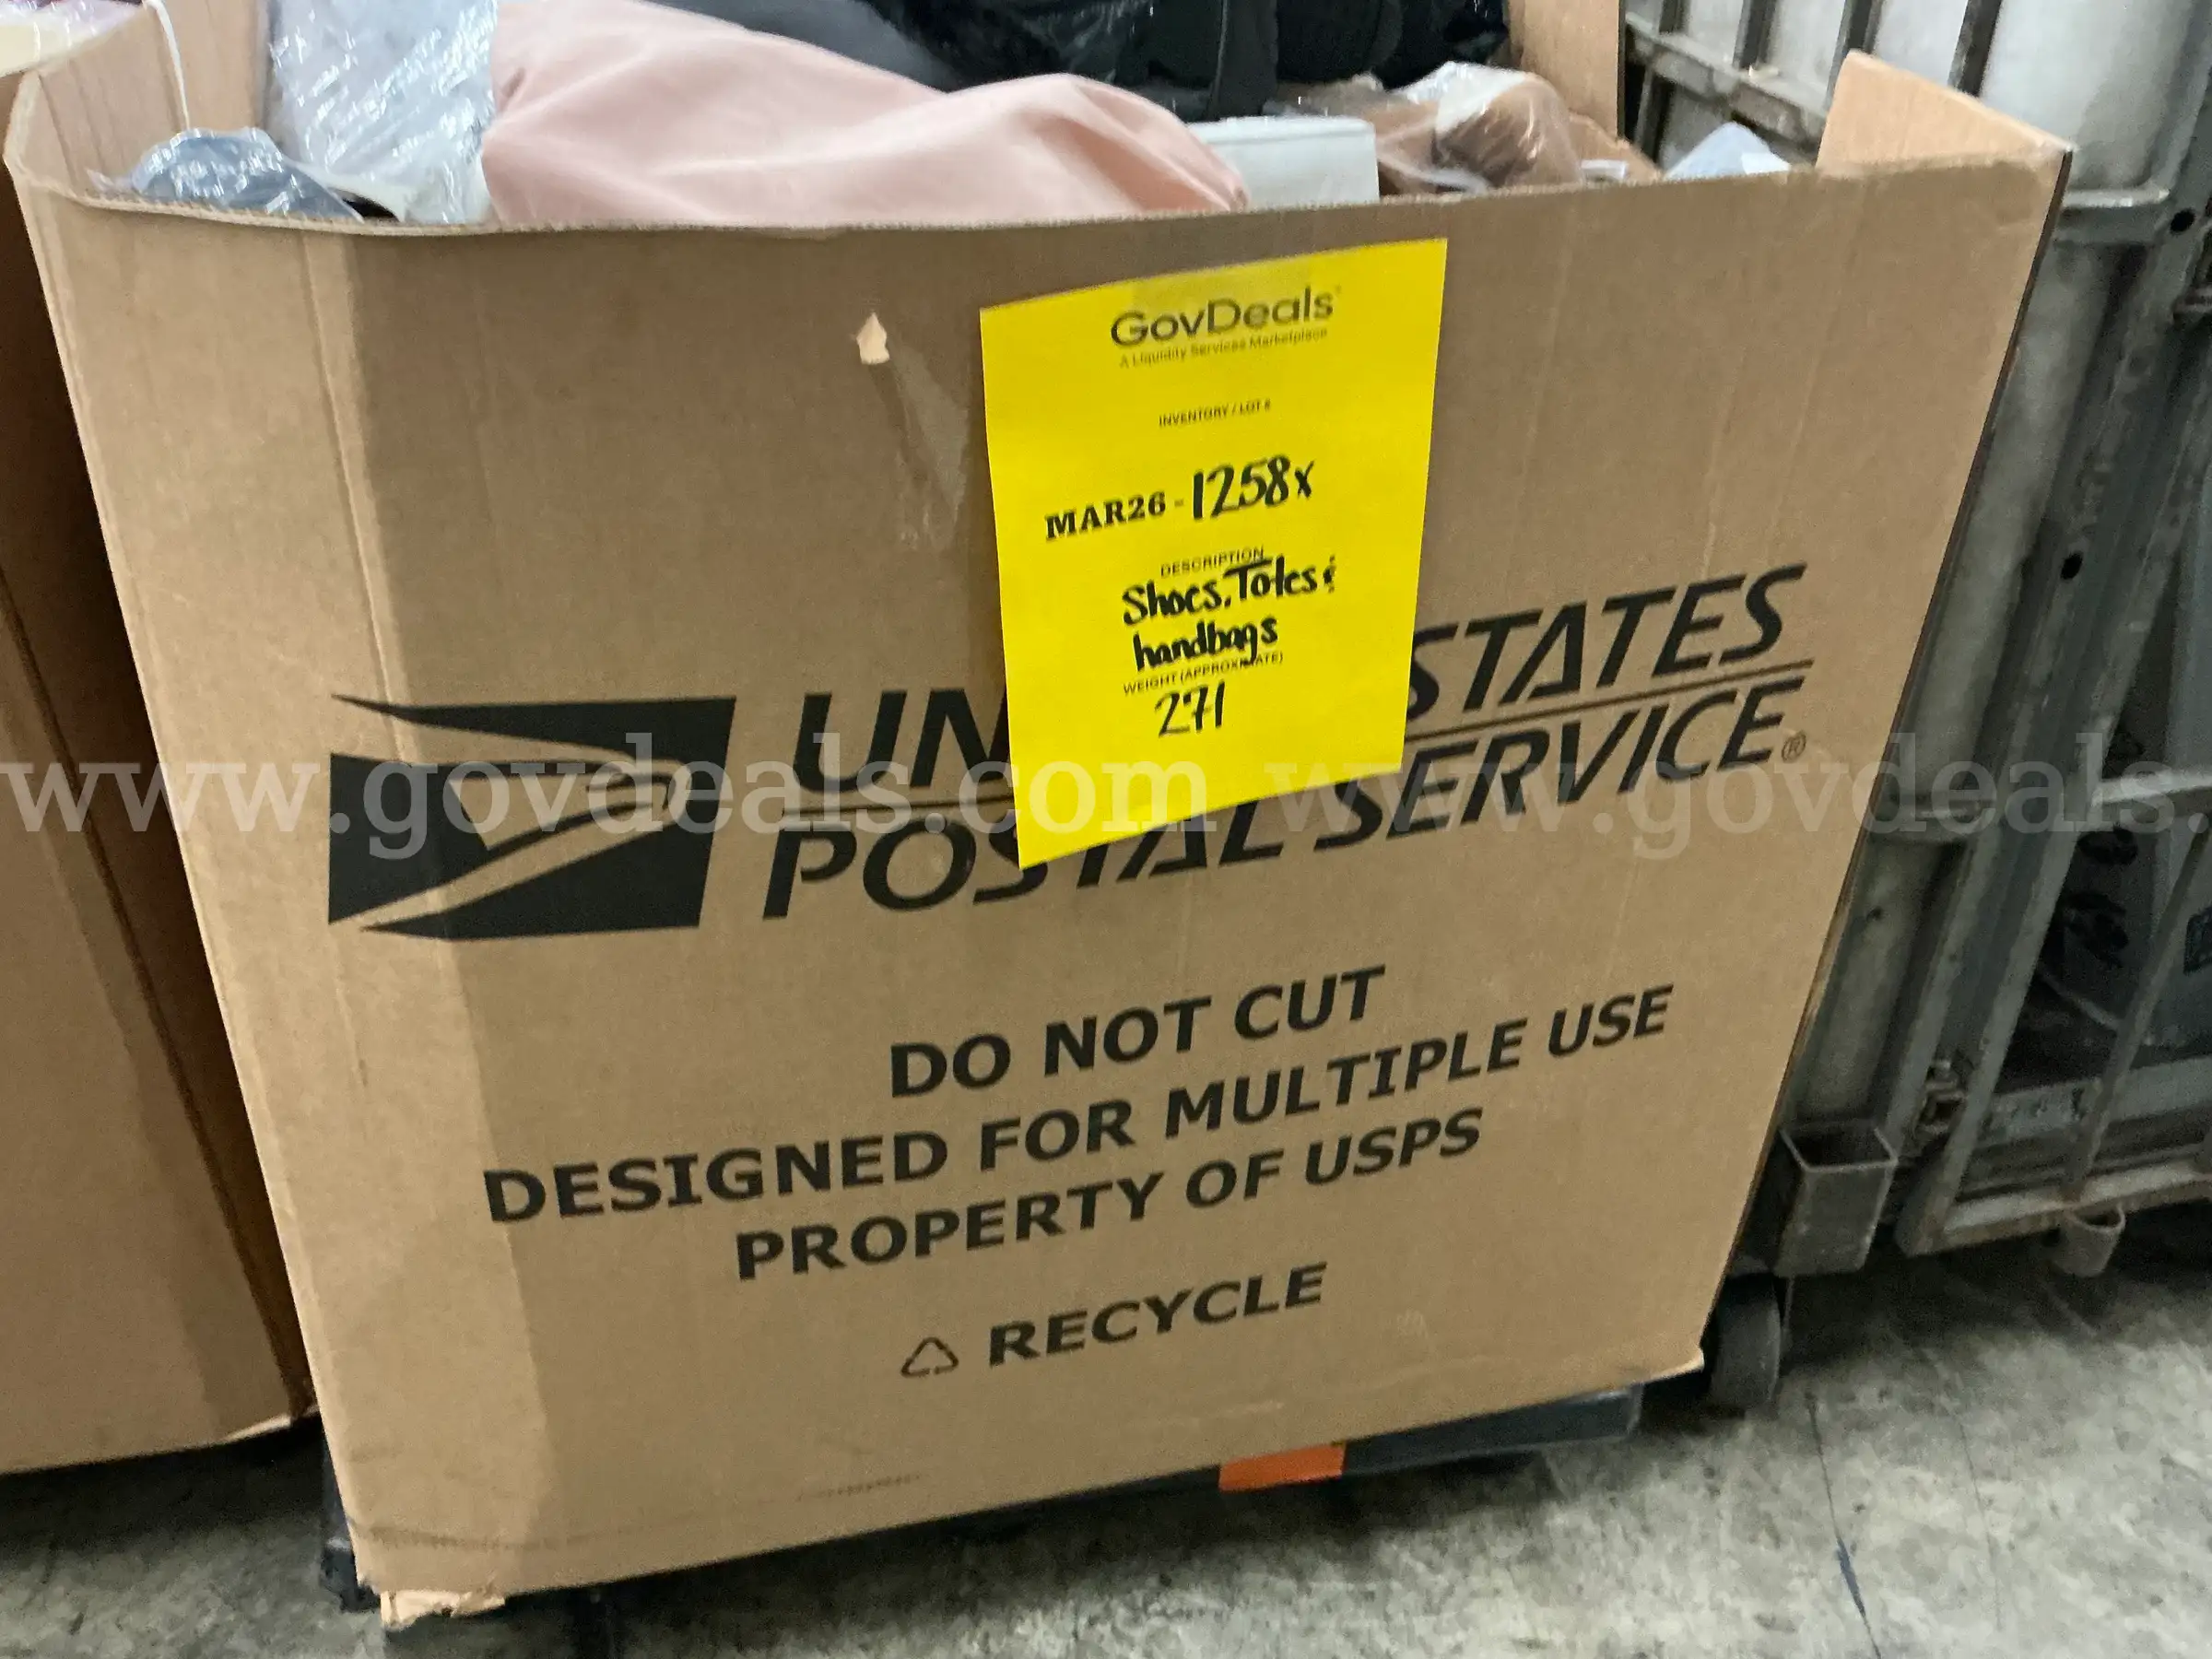 GovDeals
A Liquidity Services Marketplace
INVENTORY / LOT #
MAR26 - 1258x
DESCRIPTION
Shoes, Totes &
handbags
WEIGHT (APPROXIMATE)
271
UN STATES
POSTAL SERVICE®
www.govdeals.com www.govdeals.
DO NOT CUT
DESIGNED FOR MULTIPLE USE
PROPERTY OF USPS
RECYCLE